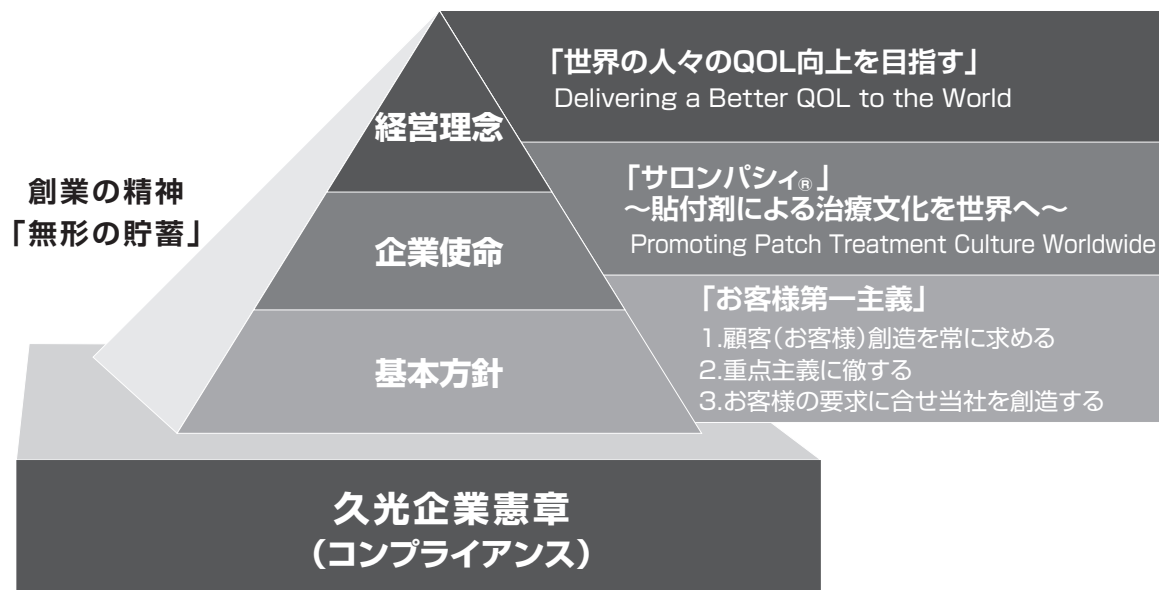 創業の精神
「無形の貯蓄」
経営理念
「世界の人々のQOL向上を目指す」
Delivering a Better QOL to the World
企業使命
「サロンパシィ®」
〜貼付剤による治療文化を世界へ〜
Promoting Patch Treatment Culture Worldwide
基本方針
「お客様第一主義」
1.顧客(お客様)創造を常に求める
2.重点主義に徹する
3.お客様の要求に合せ当社を創造する
久光企業憲章
(コンプライアンス)